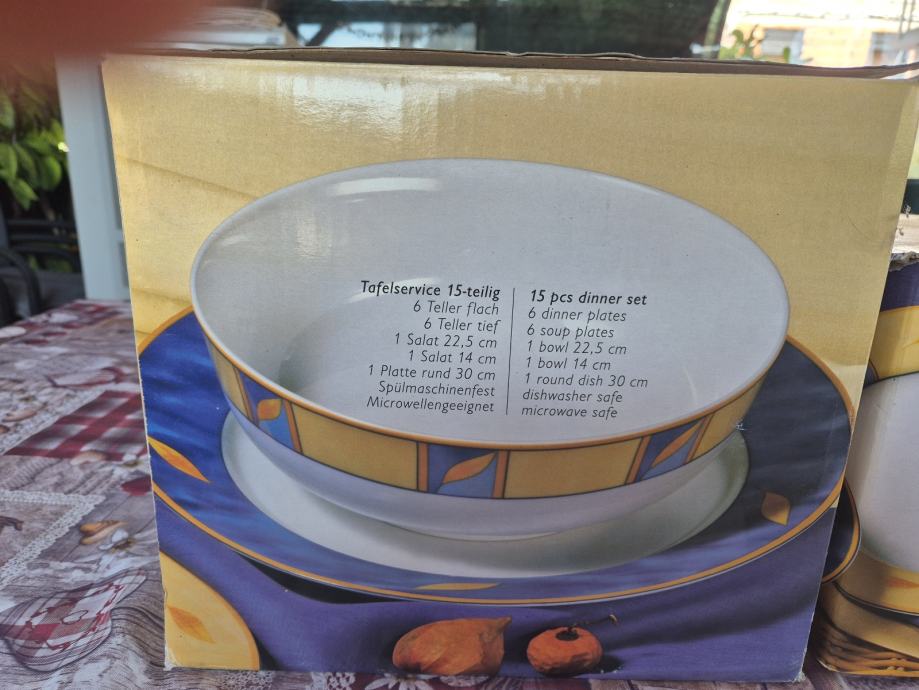 Tafelservice 15-teilig
6 Teller flach
6 Teller tief
1 Salat 22,5 cm
1 Salat 14 cm
1 Platte rund 30 cm
Spülmaschinenfest
Microwellengeeignet
15 pcs dinner set
6 dinner plates
6 soup plates
1 bowl 22,5 cm
1 bowl 14 cm
1 round dish 30 cm
dishwasher safe
microwave safe